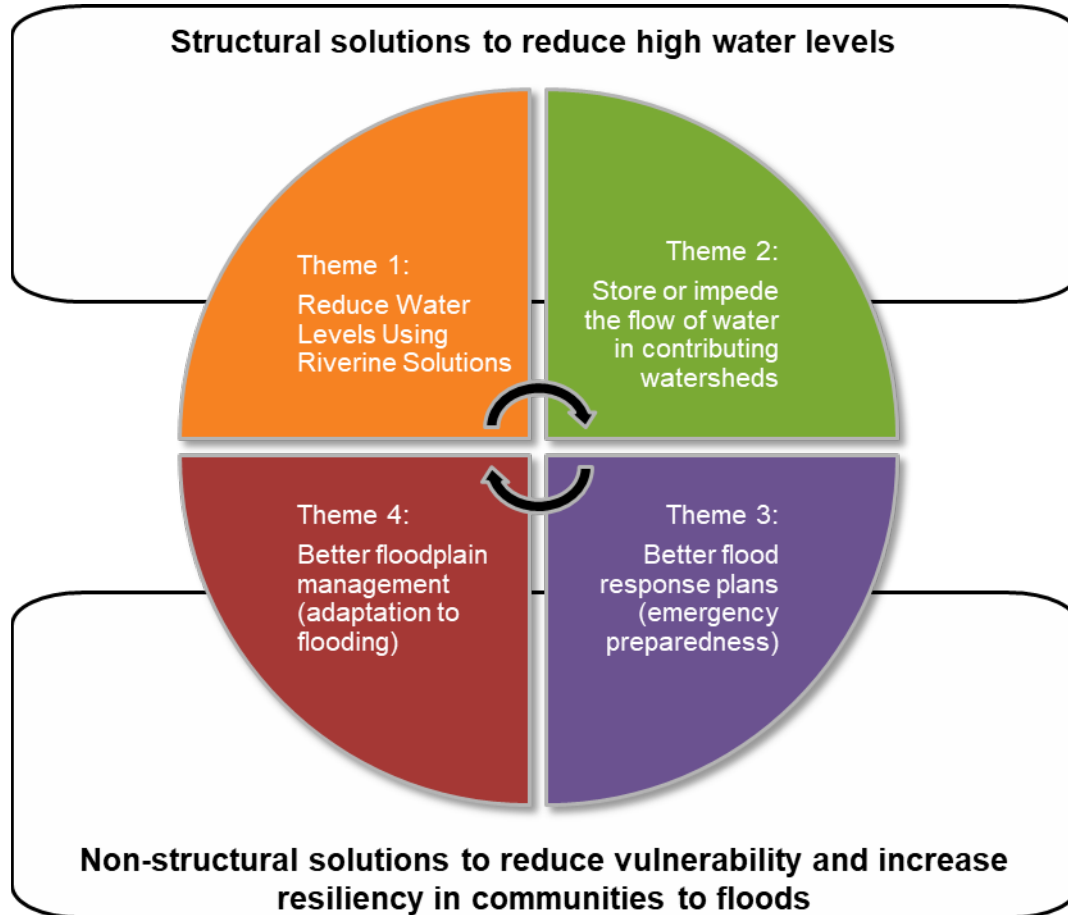 Structural solutions to reduce high water levels
Theme 1:
Reduce Water
Levels Using
Riverine Solutions
Theme 2:
Store or impede
the flow of water
in contributing
watersheds
Theme 4:
Better floodplain
management
(adaptation to
flooding)
Theme 3:
Better flood
response plans
(emergency
preparedness)
Non-structural solutions to reduce vulnerability and increase
resiliency in communities to floods